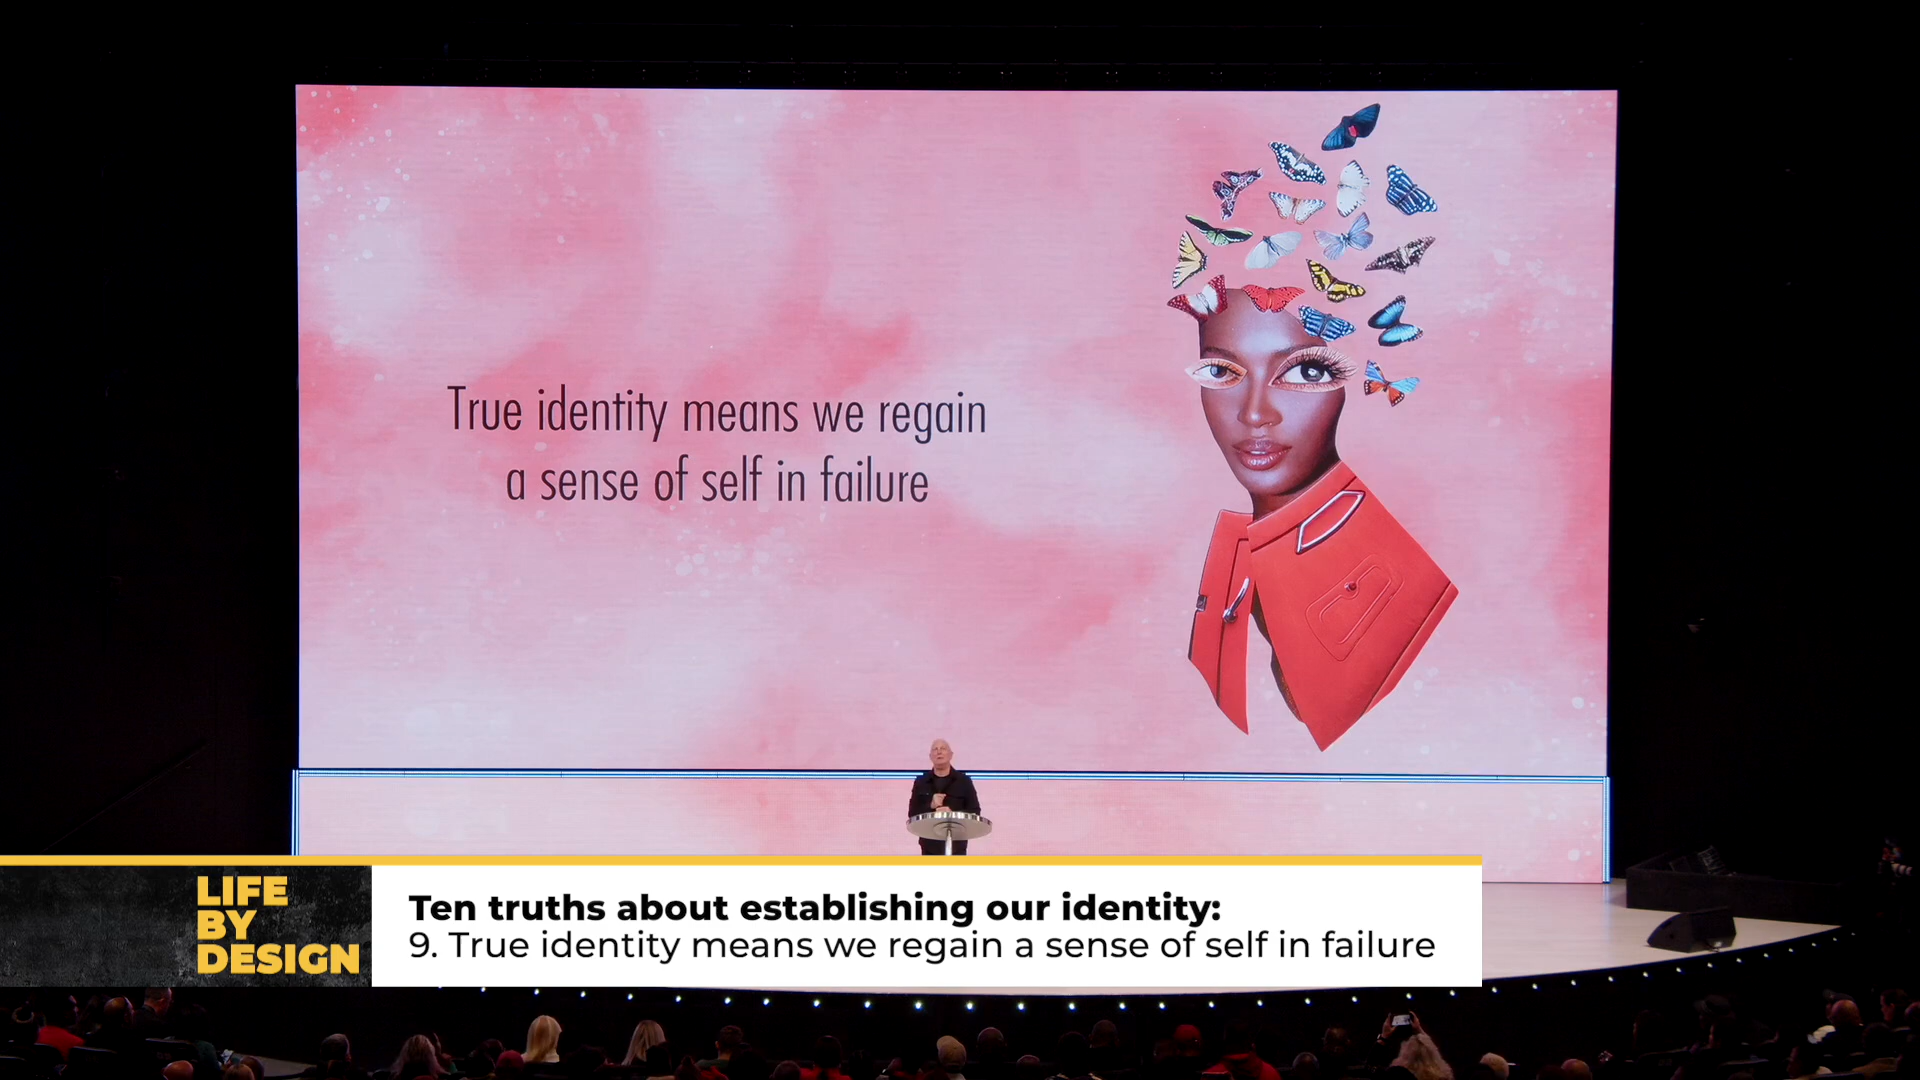 True identity means we regain
a sense of self in failure
LIFE
BY
DESIGN
Ten truths about establishing our identity:
9. True identity means we regain a sense of self in failure